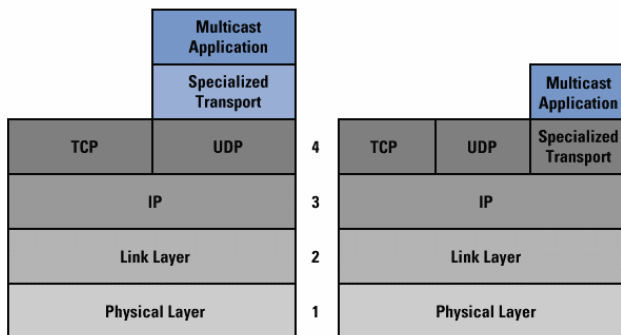 Multicast
Application
Specialized
Transport
TCP
UDP
IP
Link Layer
Physical Layer
4
3
2
1
Multicast
Application
TCP
UDP
Specialized
Transport
IP
Link Layer
Physical Layer